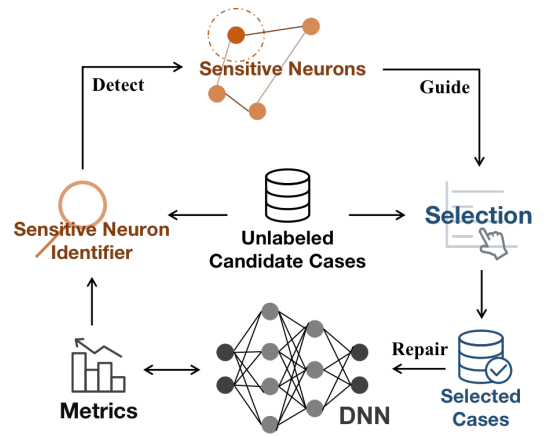 Sensitive Neurons
Detect
Guide
Sensitive Neuron
Identifier
Unlabeled
Candidate Cases
Selection
Repair
Metrics
DNN
Selected
Cases